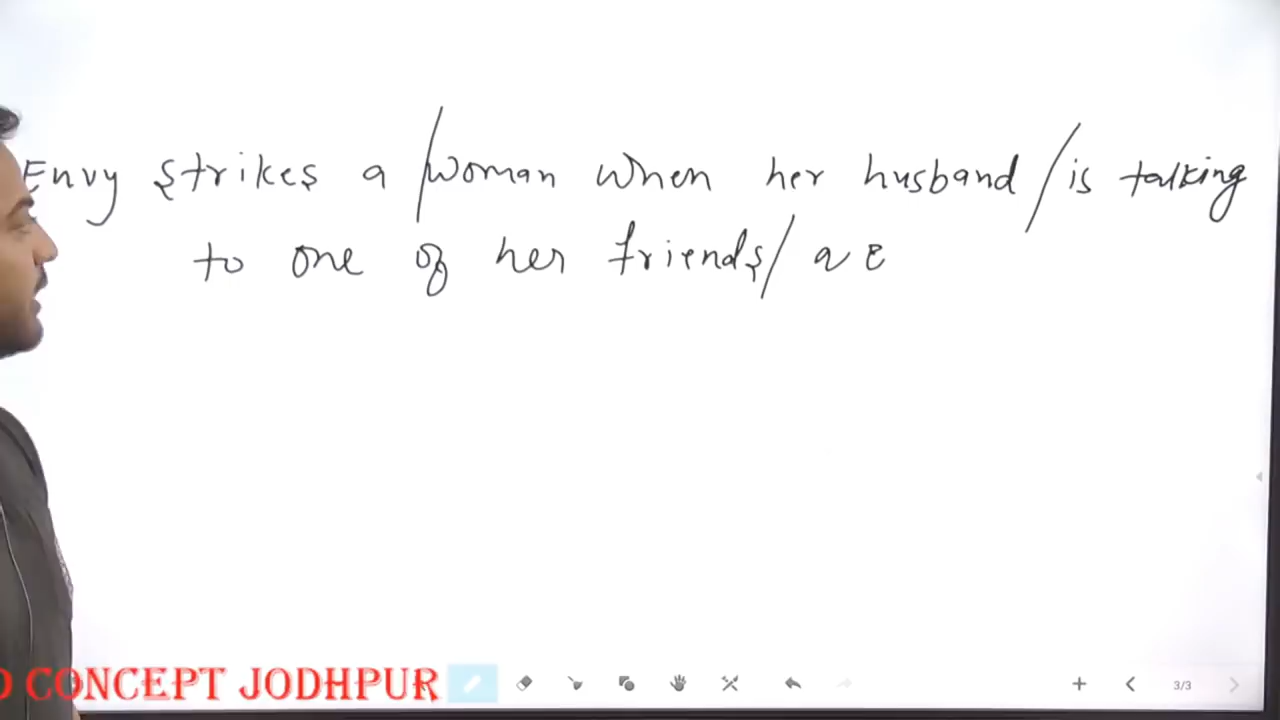 Envy strikes a / woman when her husband / is talking
to one of her friends / a E
D CONCEPT JODHPUR
3/3